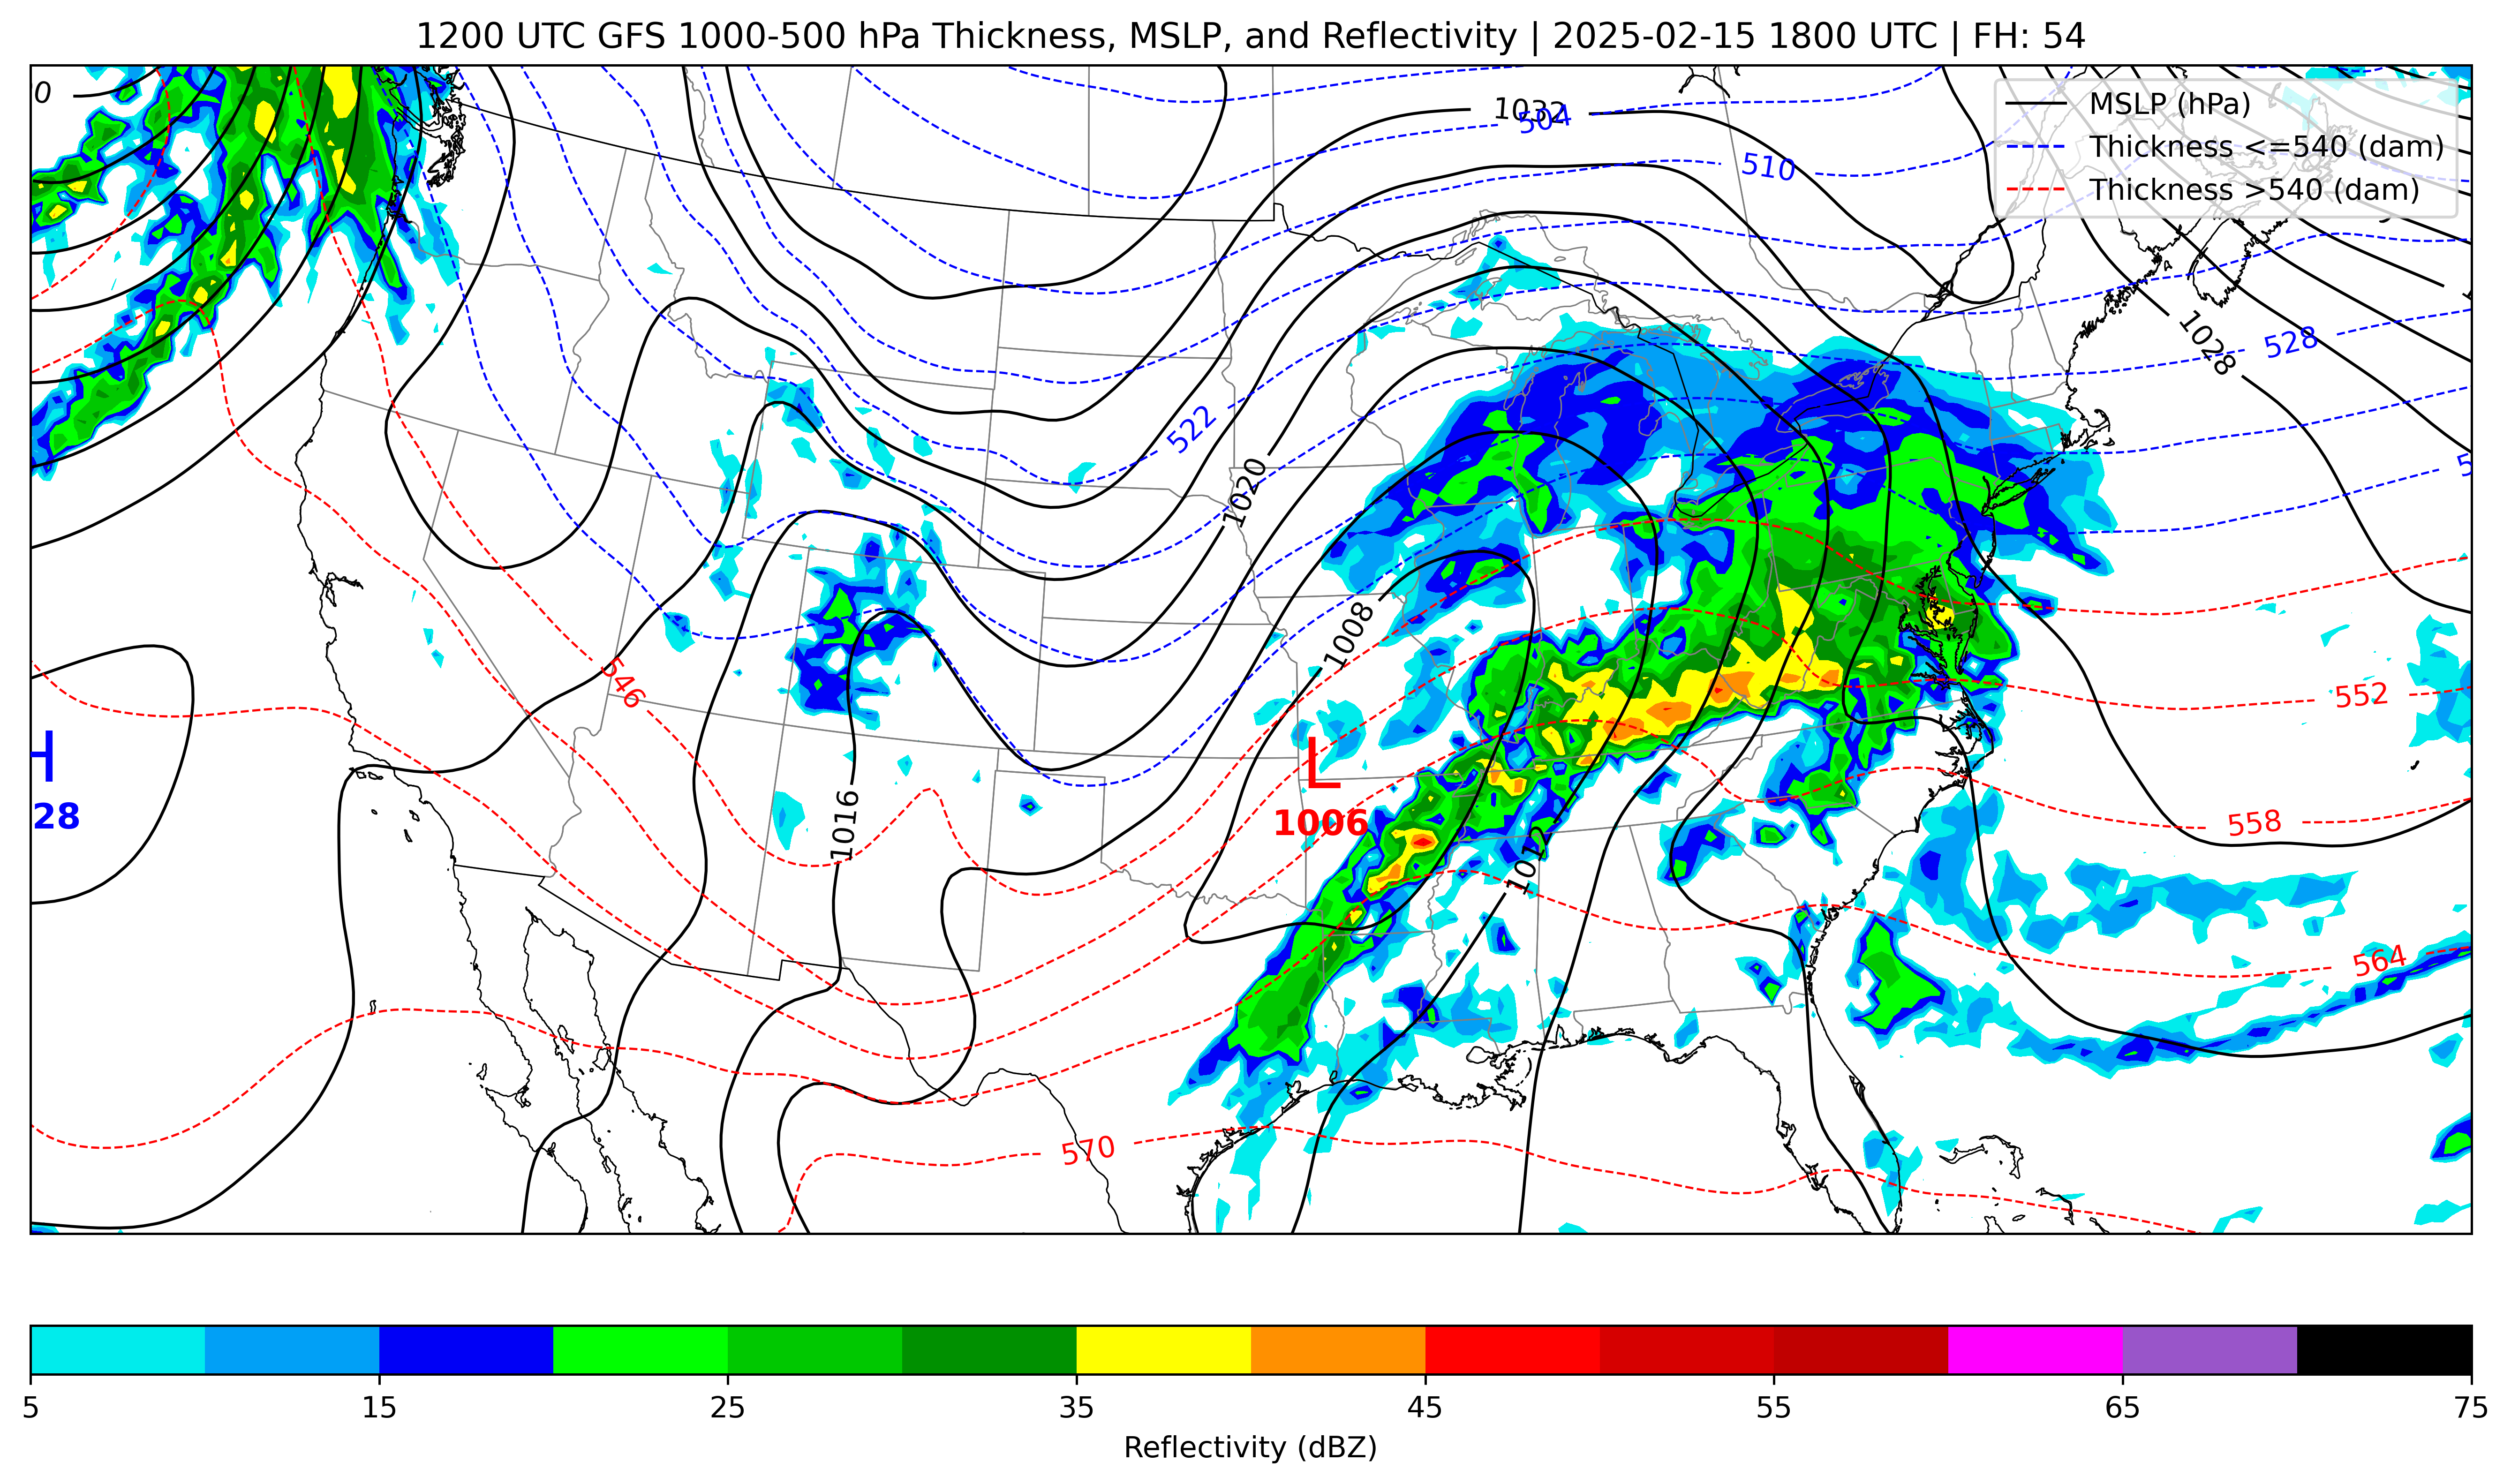 1200 UTC GFS 1000-500 hPa Thickness, MSLP, and Reflectivity | 2025-02-15 1800 UTC | FH: 54
MSLP (hPa)
Thickness <=540 (dam)
Thickness >540 (dam)
1032
504
510
1028
528
522
1020
1008
546
552
H
28
L
1006
558
1016
1012
564
570
5 15 25 35 45 55 65 75
Reflectivity (dBZ)